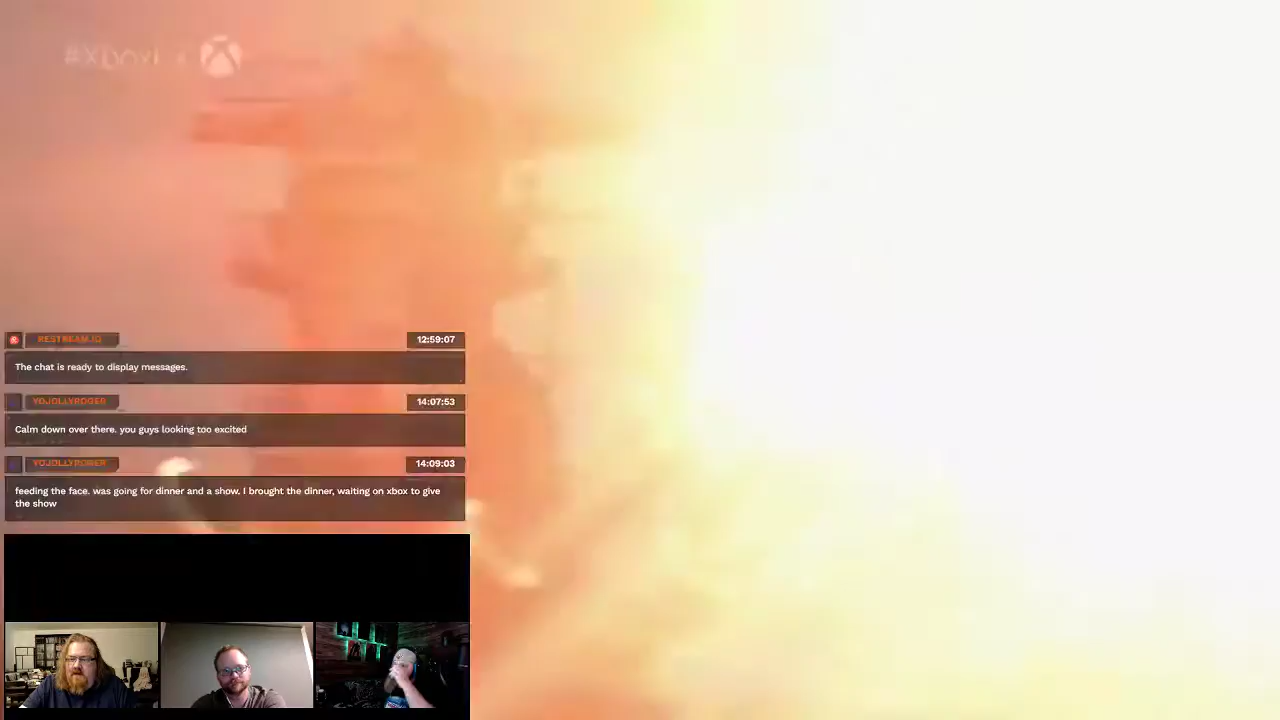 RESTREAM.IO
12:59:07
The chat is ready to display messages.
YOJOLLYROGER
14:07:53
Calm down over there. you guys looking too excited
YOJOLLYROGER
14:09:03
feeding the face. was going for dinner and a show, I brought the dinner, waiting on xbox to give
the show